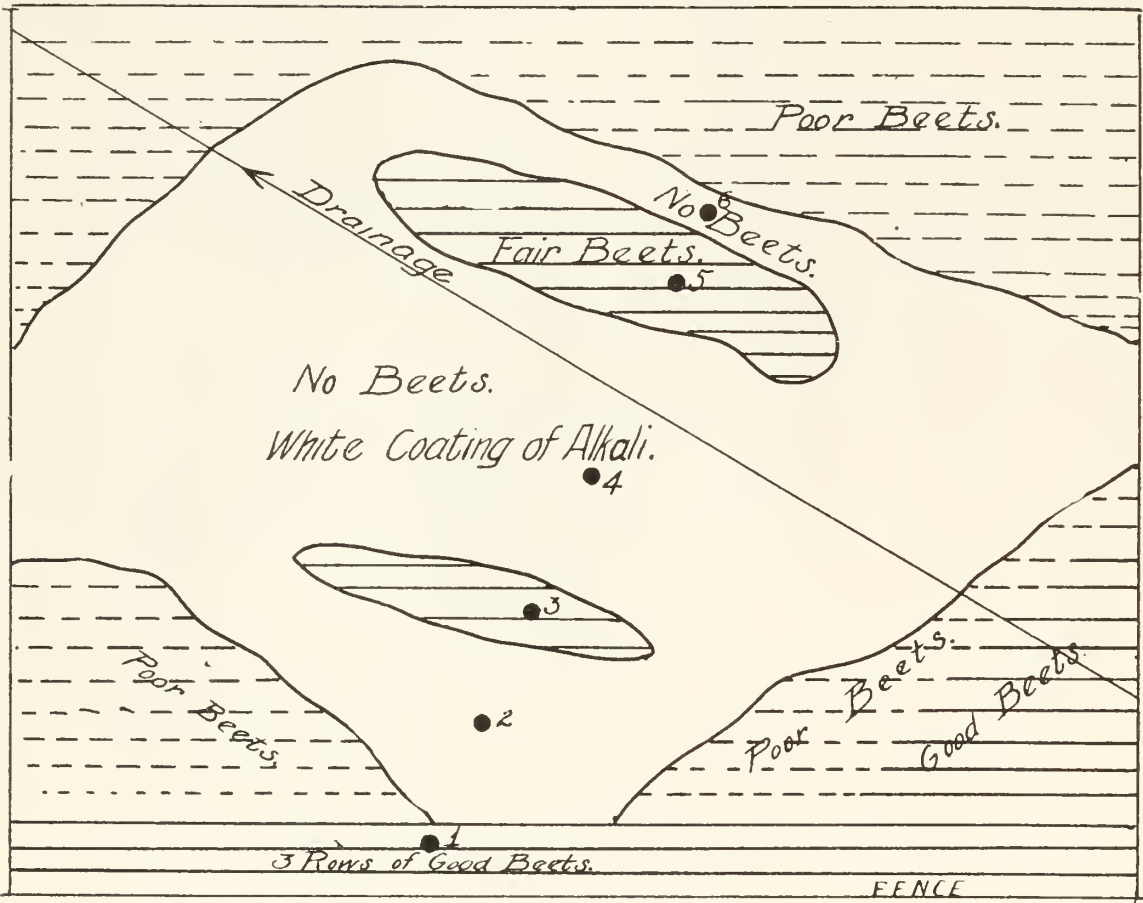 Poor Beets.
Drainage
No Beets.
6
Fair Beets.
5
No Beets.
White Coating of Alkali.
4
3
Poor Beets.
Poor Beets.
Good Beets.
2
1
3 Rows of Good Beets.
FENCE